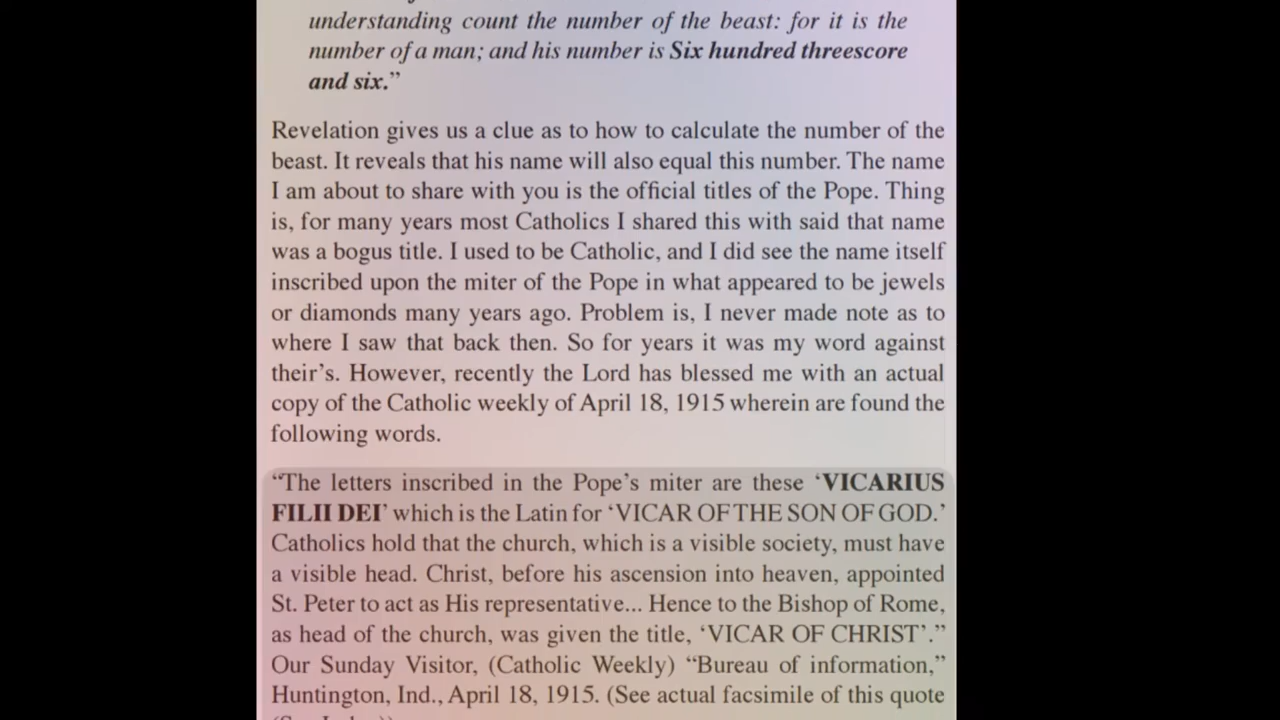 understanding count the number of the beast: for it is the
number of a man; and his number is Six hundred threescore
and six.”
Revelation gives us a clue as to how to calculate the number of the
beast. It reveals that his name will also equal this number. The name
I am about to share with you is the official titles of the Pope. Thing
is, for many years most Catholics I shared this with said that name
was a bogus title. I used to be Catholic, and I did see the name itself
inscribed upon the miter of the Pope in what appeared to be jewels
or diamonds many years ago. Problem is, I never made note as to
where I saw that back then. So for years it was my word against
their’s. However, recently the Lord has blessed me with an actual
copy of the Catholic weekly of April 18, 1915 wherein are found the
following words.
“The letters inscribed in the Pope’s miter are these ‘VICARIUS
FILII DEI’ which is the Latin for ‘VICAR OF THE SON OF GOD.’
Catholics hold that the church, which is a visible society, must have
a visible head. Christ, before his ascension into heaven, appointed
St. Peter to act as His representative... Hence to the Bishop of Rome,
as head of the church, was given the title, ‘VICAR OF CHRIST’.”
Our Sunday Visitor, (Catholic Weekly) “Bureau of information,”
Huntington, Ind., April 18, 1915. (See actual facsimile of this quote